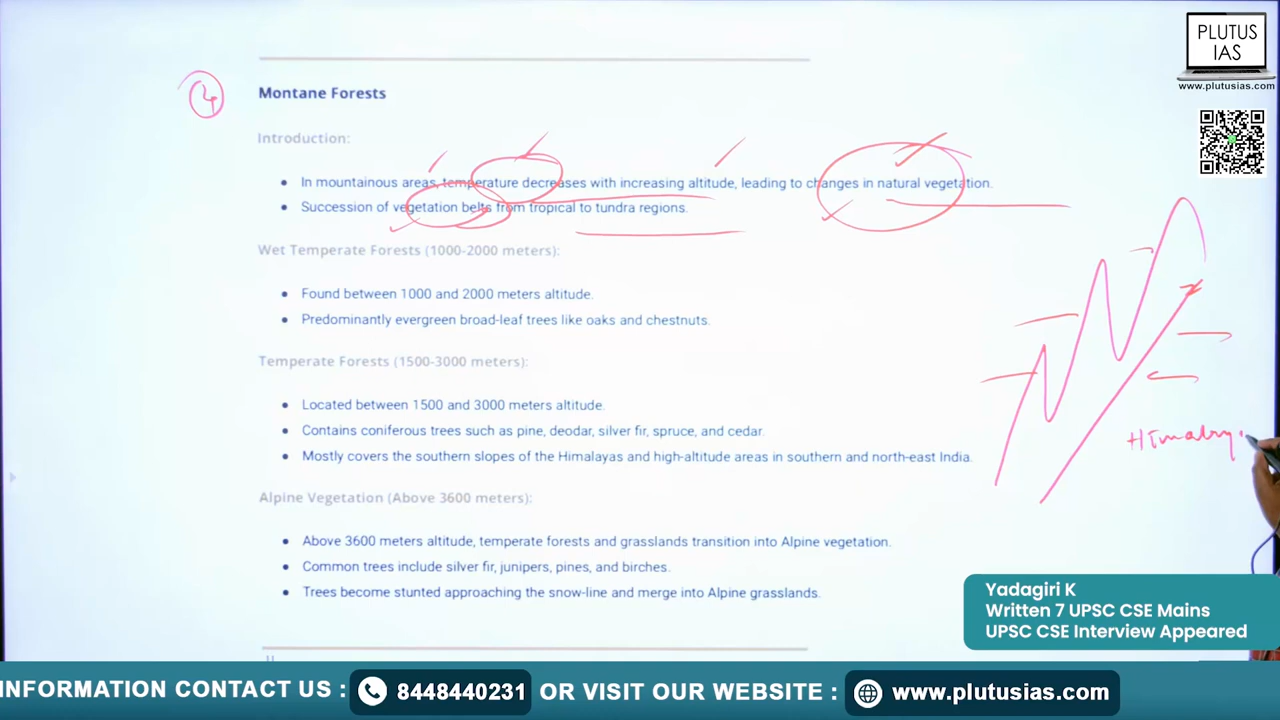 PLUTUS
IAS
www.plutusias.com
4
Montane Forests
Introduction:
• In mountainous areas, temperature decreases with increasing altitude, leading to changes in natural vegetation.
• Succession of vegetation belts from tropical to tundra regions.
Wet Temperate Forests (1000-2000 meters):
• Found between 1000 and 2000 meters altitude.
• Predominantly evergreen broad-leaf trees like oaks and chestnuts.
Temperate Forests (1500-3000 meters):
• Located between 1500 and 3000 meters altitude.
• Contains coniferous trees such as pine, deodar, silver fir, spruce, and cedar.
• Mostly covers the southern slopes of the Himalayas and high-altitude areas in southern and north-east India.
Himalay
Alpine Vegetation (Above 3600 meters):
• Above 3600 meters altitude, temperate forests and grasslands transition into Alpine vegetation.
• Common trees include silver fir, junipers, pines, and birches.
• Trees become stunted approaching the snow-line and merge into Alpine grasslands.
Yadagiri K
Written 7 UPSC CSE Mains
UPSC CSE Interview Appeared
INFORMATION CONTACT US : 8448440231 OR VISIT OUR WEBSITE : www.plutusias.com